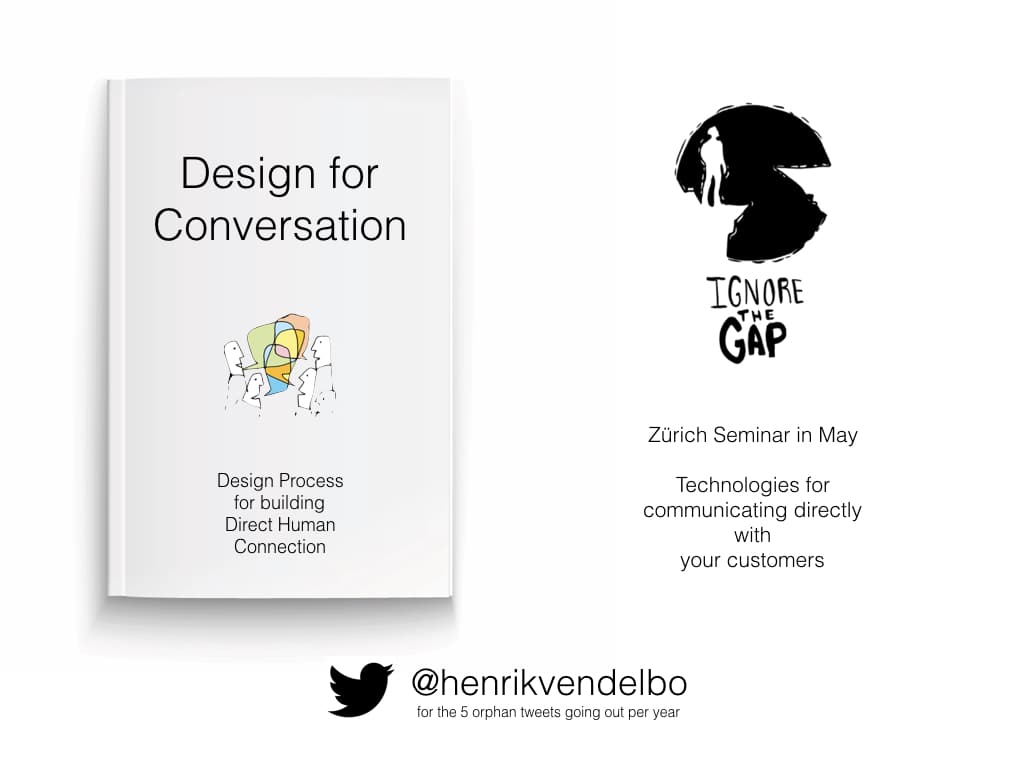 Design for
Conversation
Design Process
for building
Direct Human
Connection
IGNORE
THE
GAP
Zürich Seminar in May
Technologies for
communicating directly
with
your customers
@henrikvendelbo
for the 5 orphan tweets going out per year